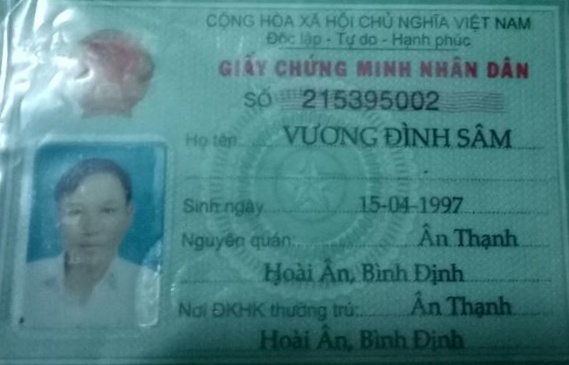 CỘNG HÒA XÃ HỘI CHỦ NGHĨA VIỆT NAM
Độc lập - Tự do - Hạnh phúc
GIẤY CHỨNG MINH NHÂN DÂN
SỐ 215395002
Họ tên VƯƠNG ĐÌNH SÂM
Sinh ngày 15-04-1997
Nguyên quán: Ân Thạnh
Hoài Ân, Bình Định
Nơi ĐKHK thường trú: Ân Thạnh
Hoài Ân, Bình Định